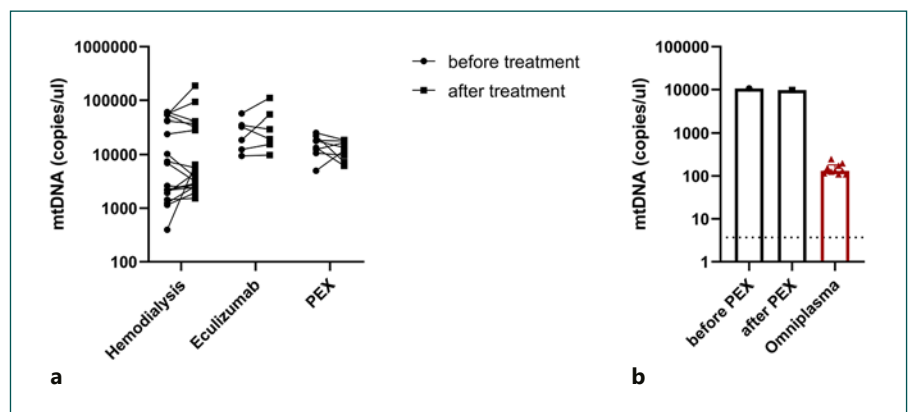 1000000
100000
10000
1000
100
mtDNA (copies/ul)
Hemodialysis
Eculizumab
PEX
before treatment
after treatment
a
100000
10000
1000
100
10
1
mtDNA (copies/ul)
before PEX
after PEX
Omniplasma
b